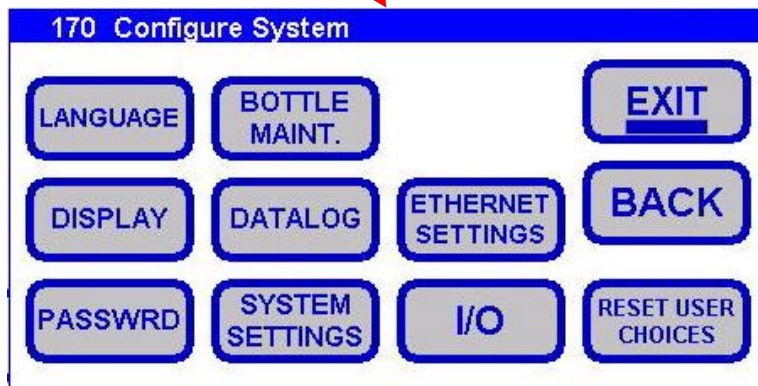 170 Configure System
LANGUAGE
BOTTLE
MAINT.
EXIT
DISPLAY
DATALOG
ETHERNET
SETTINGS
BACK
PASSWRD
SYSTEM
SETTINGS
I/O
RESET USER
CHOICES